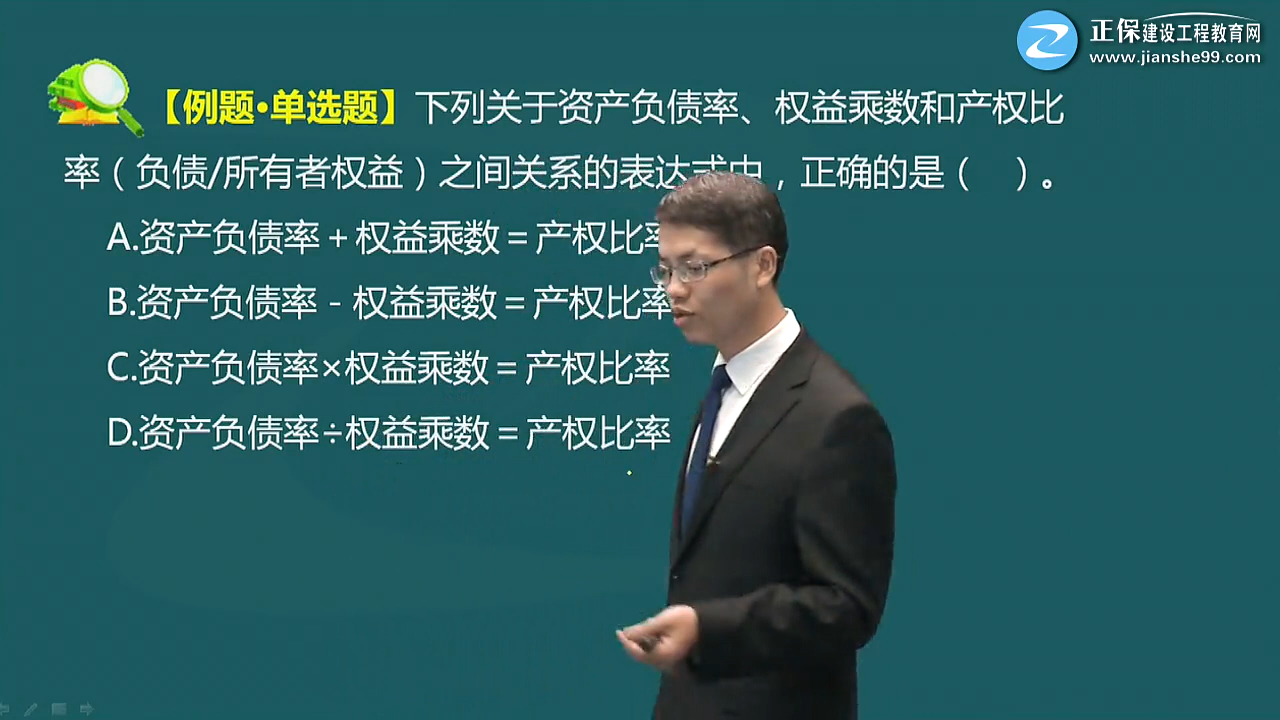 正保建设工程教育网
www.jianshe99.com
【例题•单选题】下列关于资产负债率、权益乘数和产权比
率（负债/所有者权益）之间关系的表达式中，正确的是（ ）。
A.资产负债率＋权益乘数＝产权比率
B.资产负债率－权益乘数＝产权比率
C.资产负债率×权益乘数＝产权比率
D.资产负债率÷权益乘数＝产权比率